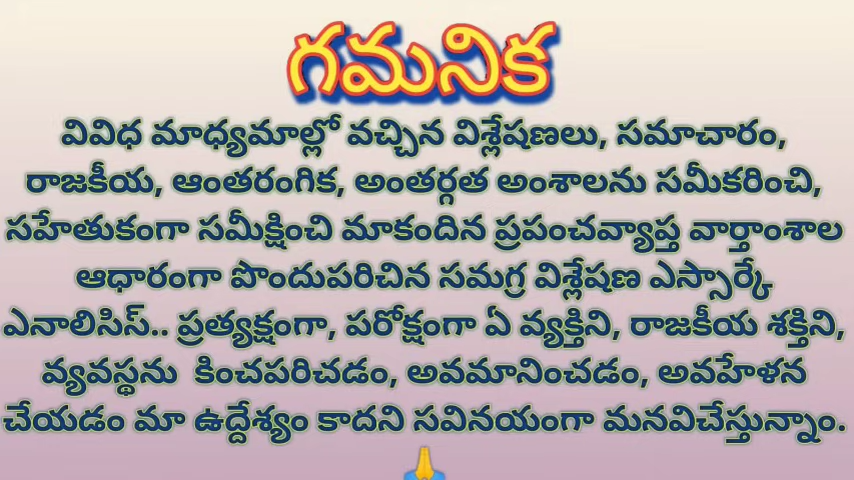 గమనిక
వివిధ మాధ్యమాల్లో వచ్చిన విశ్లేషణలు, సమాచారం,
రాజకీయ, ఆంతరంగిక, అంతర్గత అంశాలను సమీకరించి,
సహేతుకంగా సమీక్షించి మాకందిన ప్రపంచవ్యాప్త వార్తాంశాల
ఆధారంగా పొందుపరిచిన సమగ్ర విశ్లేషణ ఎస్సార్కే
ఎనాలిసిస్.. ప్రత్యక్షంగా, పరోక్షంగా ఏ వ్యక్తిని, రాజకీయ శక్తిని,
వ్యవస్థను కించపరిచడం, అవమానించడం, అవహేళన
చేయడం మా ఉద్దేశ్యం కాదని సవినయంగా మనవిచేస్తున్నాం.